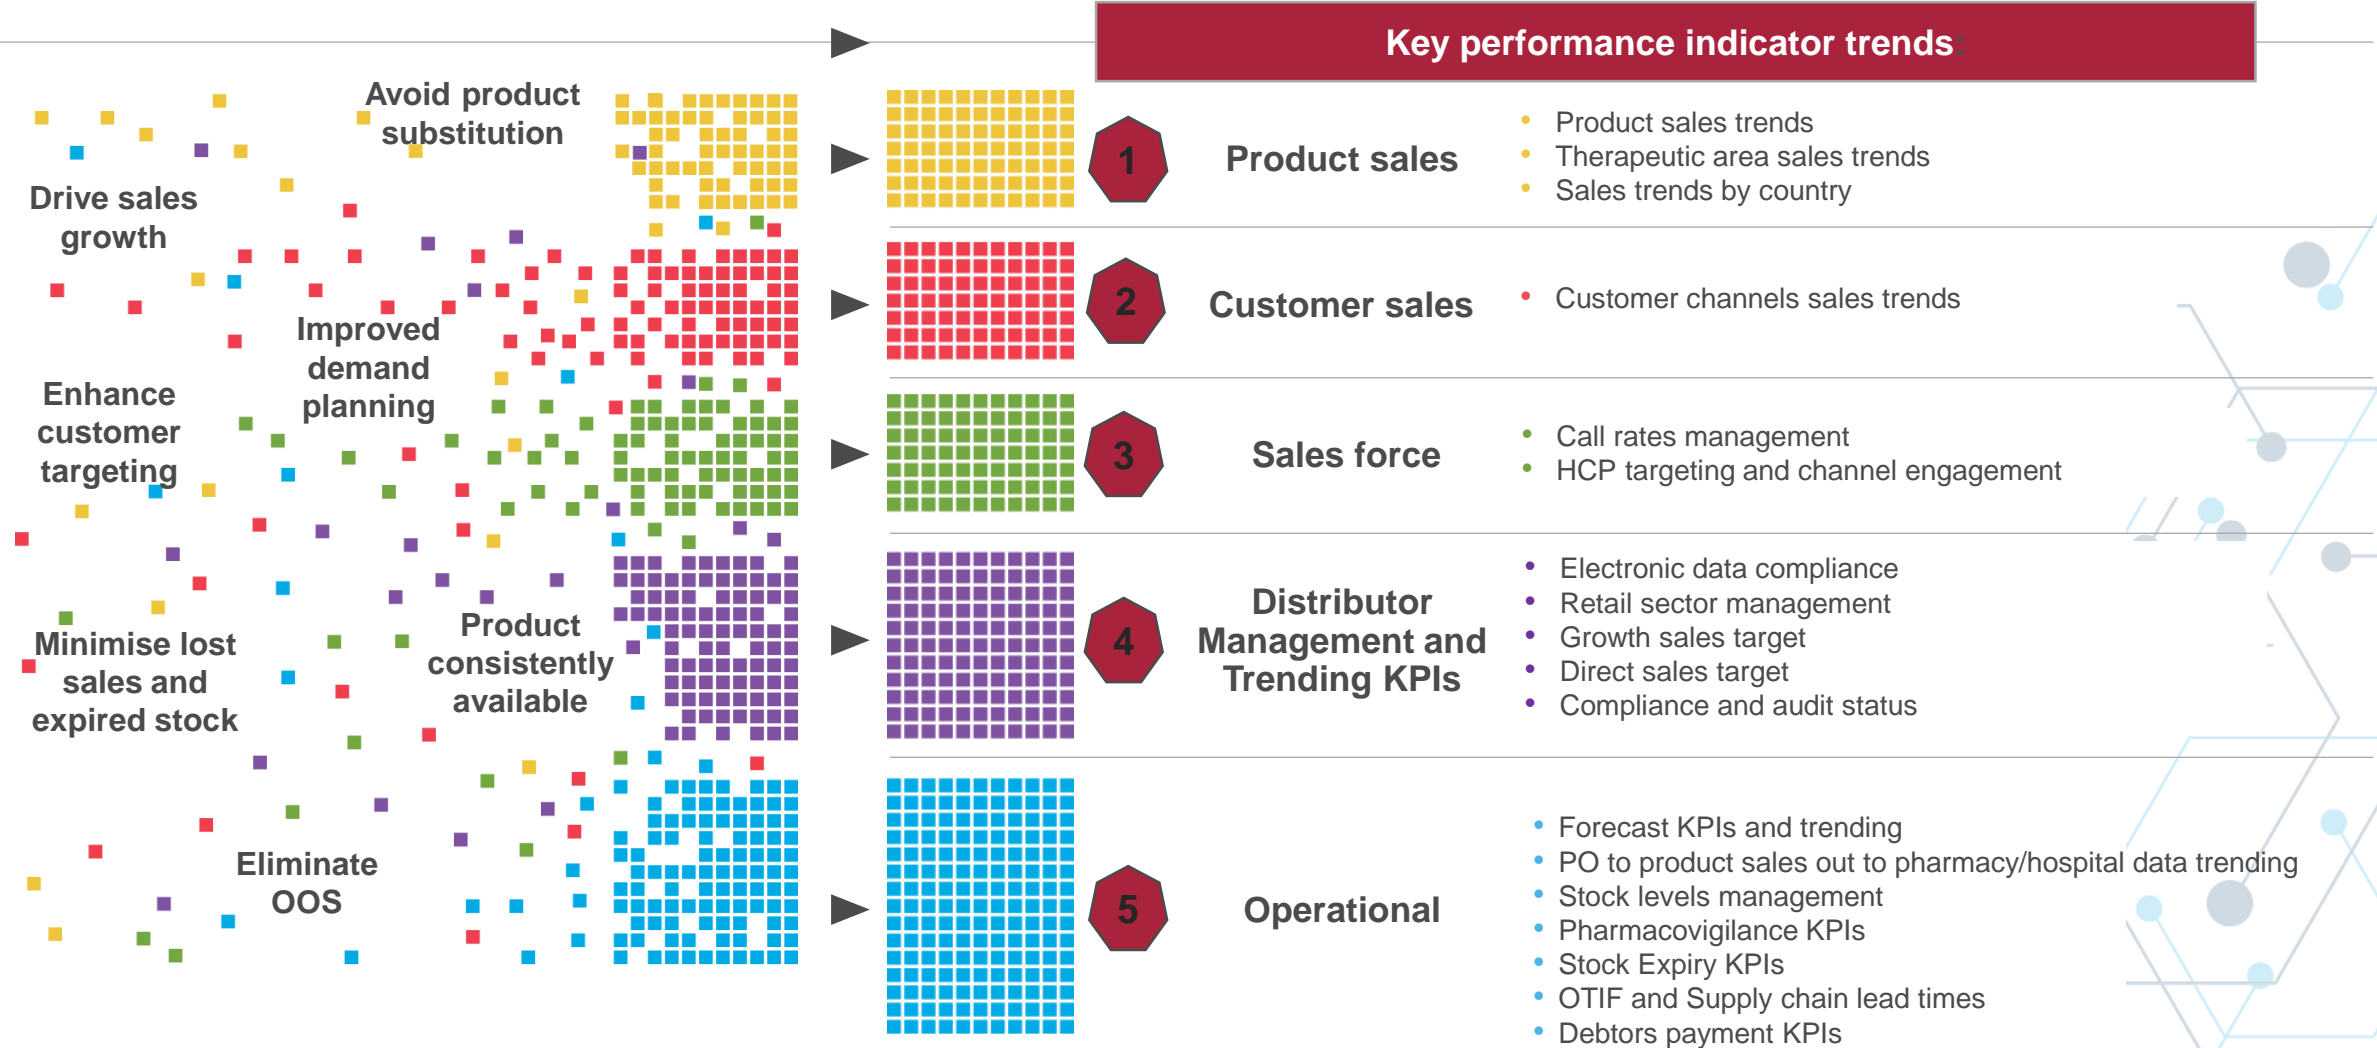 Key performance indicator trends:
Avoid product
substitution
Drive sales
growth
Improved
demand
planning
Enhance
customer
targeting
Minimise lost
sales and
expired stock
Product
consistently
available
Eliminate
OOS
1
Product sales
• Product sales trends
• Therapeutic area sales trends
• Sales trends by country
2
Customer sales
• Customer channels sales trends
3
Sales force
• Call rates management
• HCP targeting and channel engagement
4
Distributor
Management and
Trending KPIs
• Electronic data compliance
• Retail sector management
• Growth sales target
• Direct sales target
• Compliance and audit status
5
Operational
• Forecast KPIs and trending
• PO to product sales out to pharmacy/hospital data trending
• Stock levels management
• Pharmacovigilance KPIs
• Stock Expiry KPIs
• OTIF and Supply chain lead times
• Debtors payment KPIs